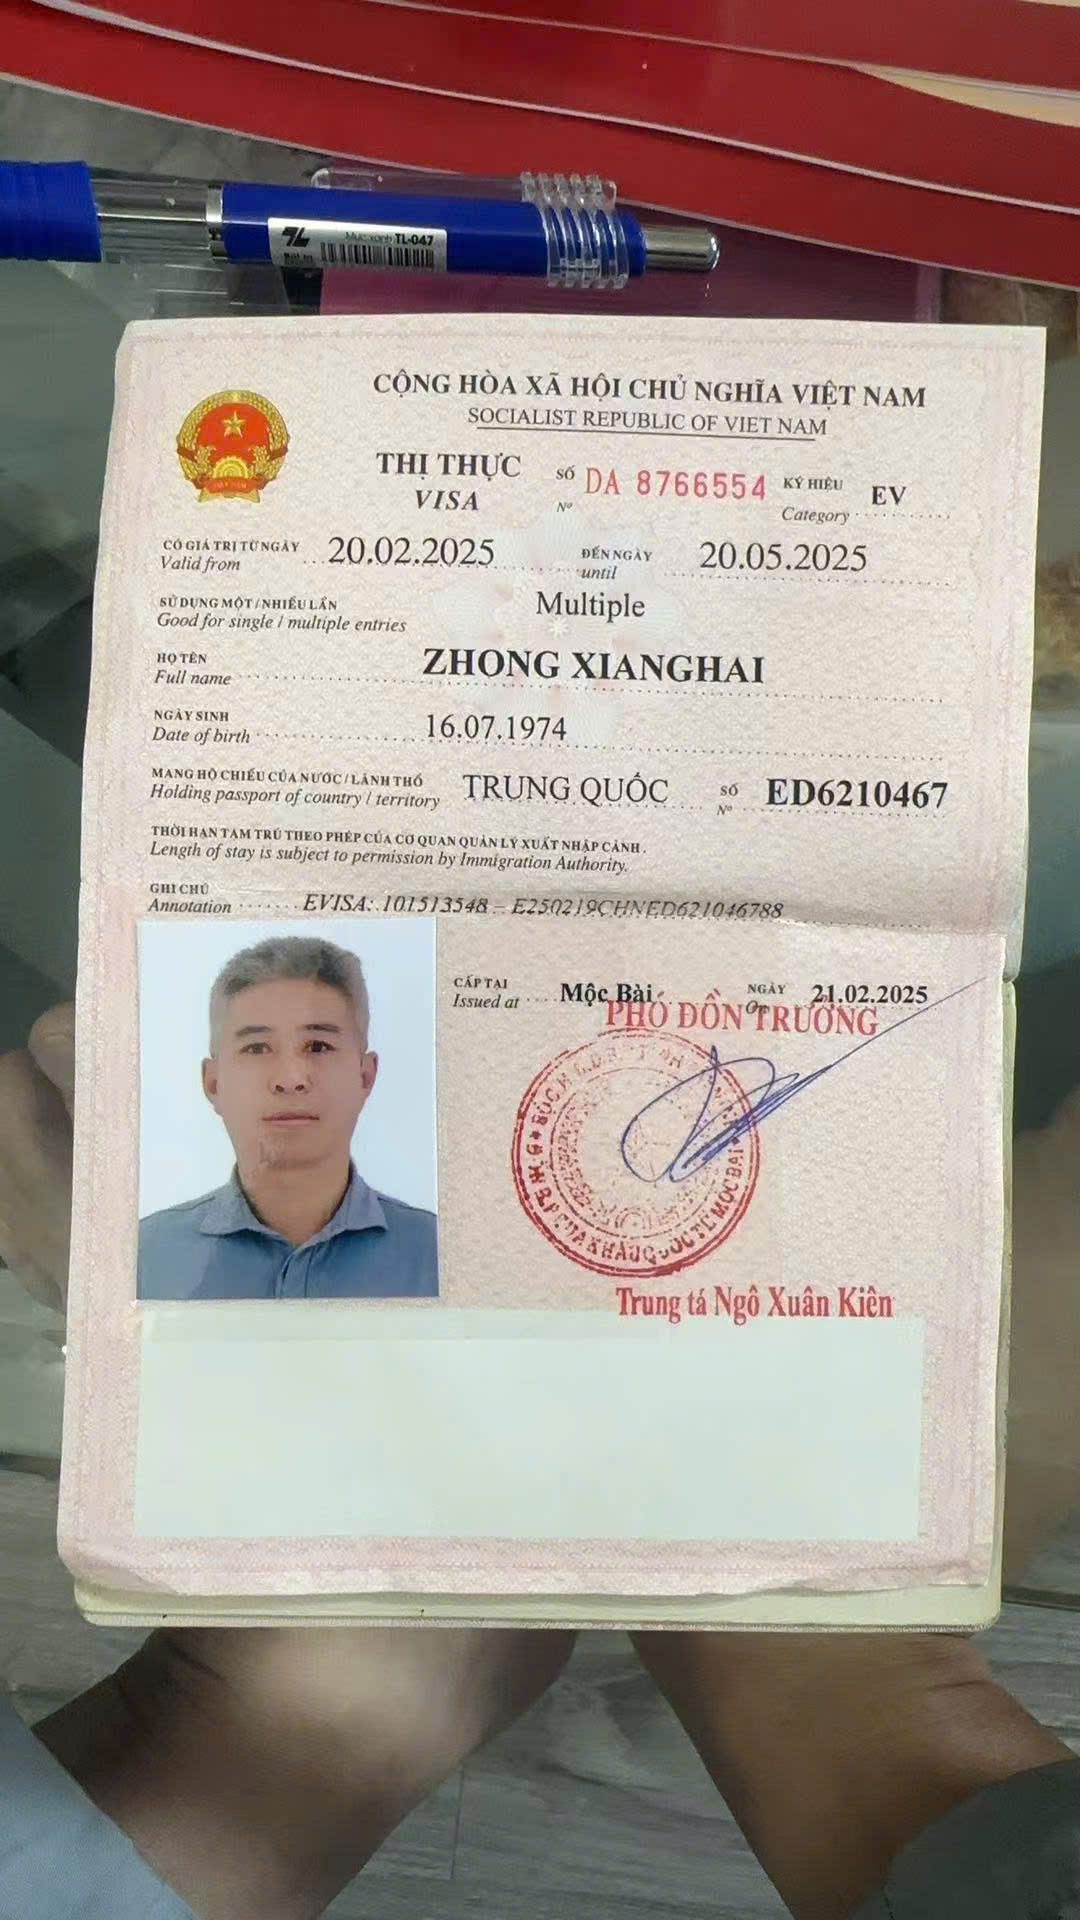 Mực xanh TL-047
CỘNG HÒA XÃ HỘI CHỦ NGHĨA VIỆT NAM
SOCIALIST REPUBLIC OF VIET NAM
THỊ THỰC SỐ DA 8766554 KÝ HIỆU EV
VISA Nº Category
CÓ GIÁ TRỊ TỪ NGÀY 20.02.2025 ĐẾN NGÀY 20.05.2025
Valid from until
SỬ DỤNG MỘT / NHIỀU LẦN Multiple
Good for single / multiple entries
HỌ TÊN ZHONG XIANGHAI
Full name
NGÀY SINH 16.07.1974
Date of birth
MANG HỘ CHIẾU CỦA NƯỚC / LÃNH THỔ TRUNG QUỐC SỐ ED6210467
Holding passport of country / territory Nº
THỜI HẠN TẠM TRÚ THEO PHÉP CỦA CƠ QUAN QUẢN LÝ XUẤT NHẬP CẢNH.
Length of stay is subject to permission by Immigration Authority.
GHI CHÚ
Annotation EVISA: 101513548 – E250219CHNED621046788
CẤP TẠI Mộc Bài NGÀY 21.02.2025
Issued at On
PHÓ ĐỒN TRƯỞNG
CỬA KHẨU QUỐC TẾ MỘC BÀI
Trung tá Ngô Xuân Kiên